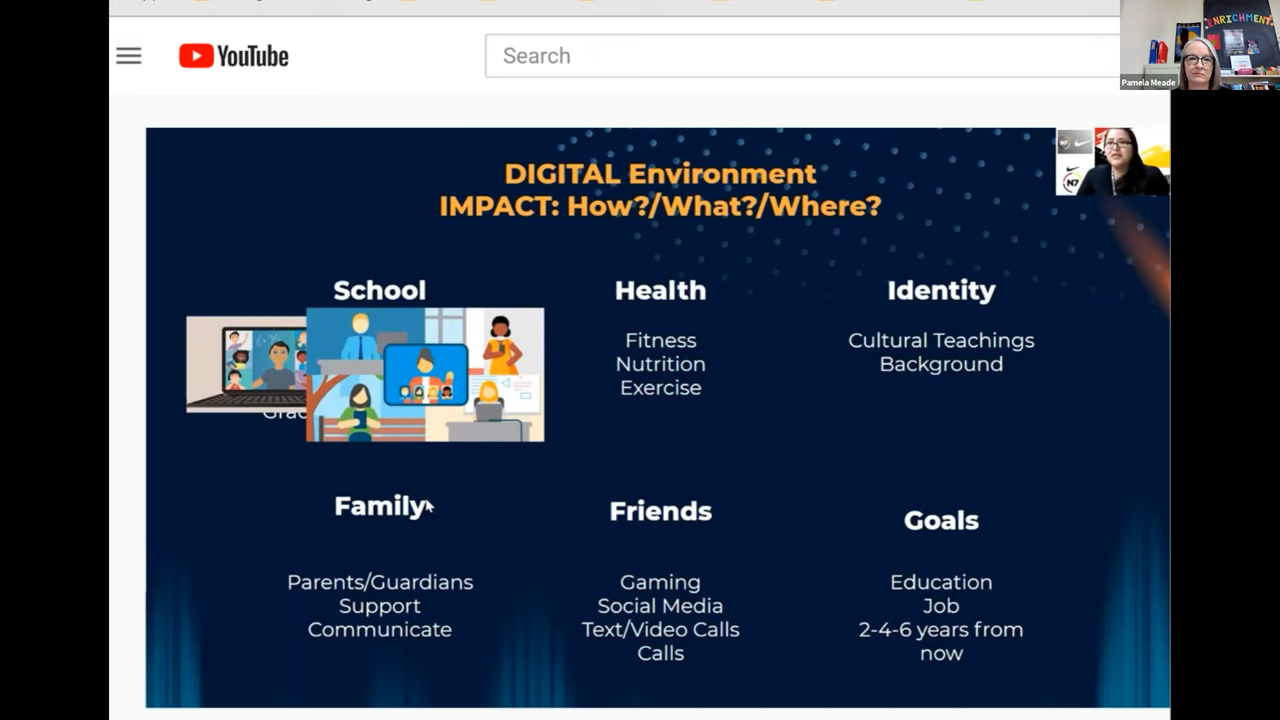 YouTube
Search
ENRICHMENT
Pamela Meade
DIGITAL Environment
IMPACT: How?/What?/Where?
N7
School
Health
Identity
Fitness
Nutrition
Exercise
Cultural Teachings
Background
Family
Friends
Goals
Parents/Guardians
Support
Communicate
Gaming
Social Media
Text/Video Calls
Calls
Education
Job
2-4-6 years from
now